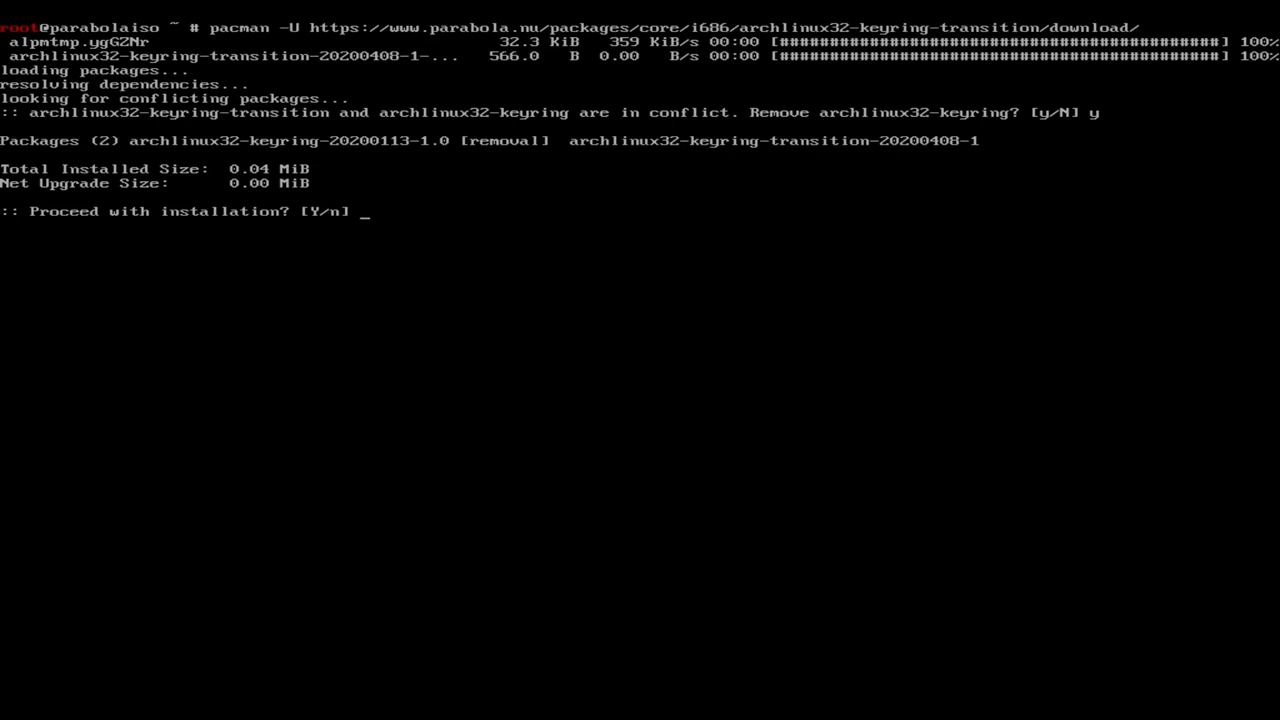 root@parabolaiso ~ # pacman -U https://www.parabola.nu/packages/core/i686/archlinux32-keyring-transition/download/
alpmtmp.ygGZNr 32.3 KiB 359 KiB/s 00:00 [############################################] 100%
archlinux32-keyring-transition-20200408-1-... 566.0 B 0.00 B/s 00:00 [############################################] 100%
loading packages...
resolving dependencies...
looking for conflicting packages...
:: archlinux32-keyring-transition and archlinux32-keyring are in conflict. Remove archlinux32-keyring? [y/N] y
Packages (2) archlinux32-keyring-20200113-1.0 [removal]  archlinux32-keyring-transition-20200408-1
Total Installed Size:  0.04 MiB
Net Upgrade Size:      0.00 MiB
:: Proceed with installation? [Y/n] _